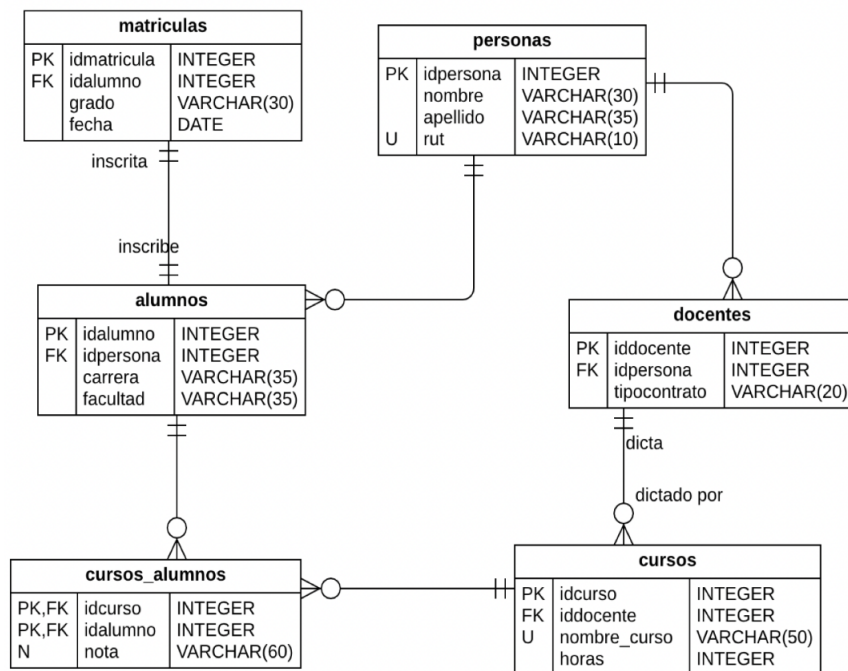 matriculas
PK idmatricula INTEGER
FK idalumno INTEGER
grado VARCHAR(30)
fecha DATE
personas
PK idpersona INTEGER
nombre VARCHAR(30)
apellido VARCHAR(35)
U rut VARCHAR(10)
inscrita
inscribe
alumnos
PK idalumno INTEGER
FK idpersona INTEGER
carrera VARCHAR(35)
facultad VARCHAR(35)
docentes
PK iddocente INTEGER
FK idpersona INTEGER
tipocontrato VARCHAR(20)
dicta
dictado por
cursos_alumnos
PK,FK idcurso INTEGER
PK,FK idalumno INTEGER
N nota VARCHAR(60)
cursos
PK idcurso INTEGER
FK iddocente INTEGER
U nombre_curso VARCHAR(50)
horas INTEGER